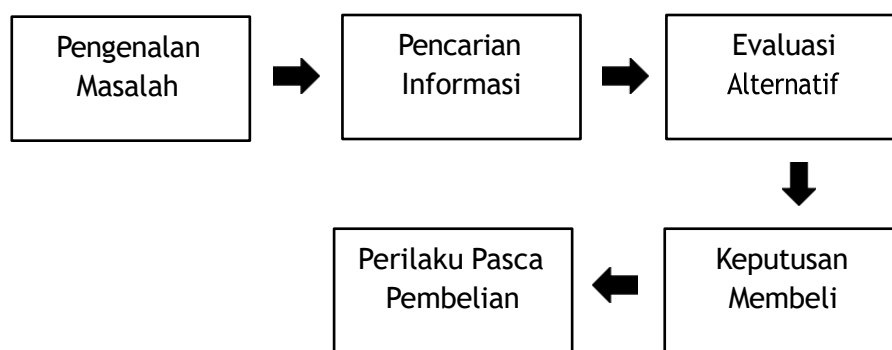 Pengenalan
Masalah
Pencarian
Informasi
Evaluasi
Alternatif
Keputusan
Membeli
Perilaku Pasca
Pembelian